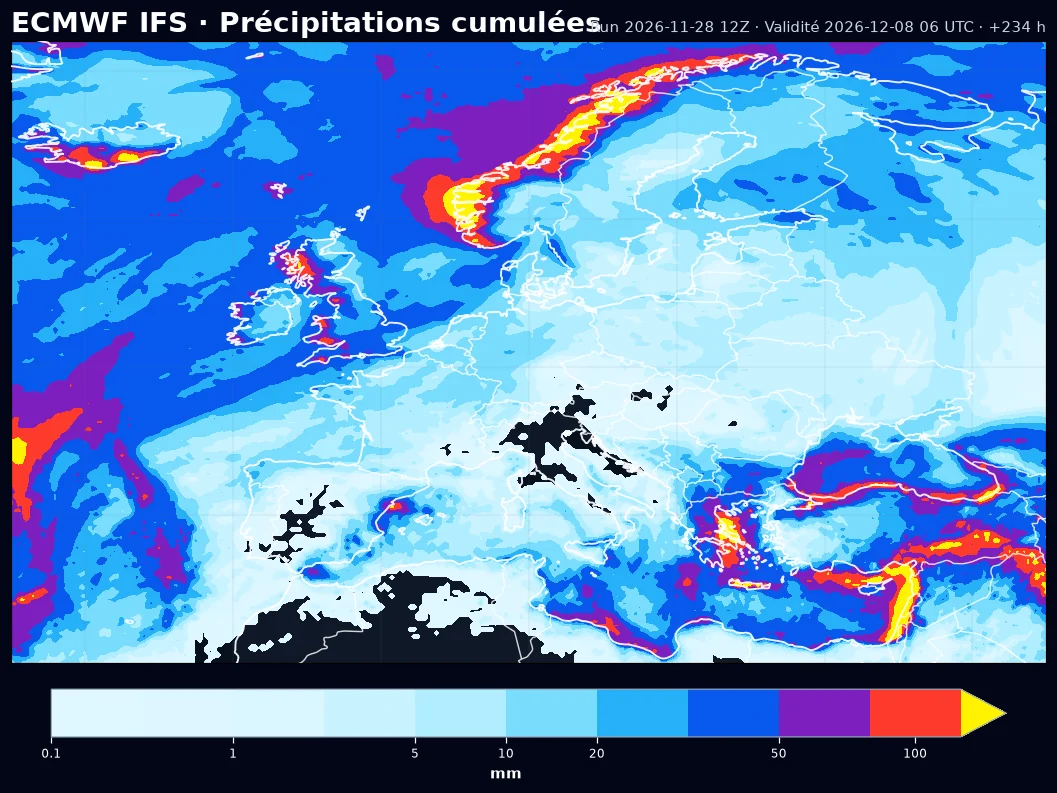 ECMWF IFS · Précipitations cumulées
Run 2026-11-28 12Z · Validité 2026-12-08 06 UTC · +234 h
0.1 1 5 10 20 50 100
mm